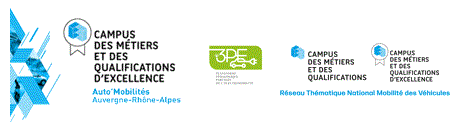 CAMPUS
DES MÉTIERS
ET DES
QUALIFICATIONS
D'EXCELLENCE
Auto'Mobilités
Auvergne-Rhône-Alpes
3PE
CAMPUS
DES MÉTIERS
ET DES
QUALIFICATIONS
CAMPUS
DES MÉTIERS
ET DES
QUALIFICATIONS
D'EXCELLENCE
Réseau Thématique National Mobilité des Véhicules